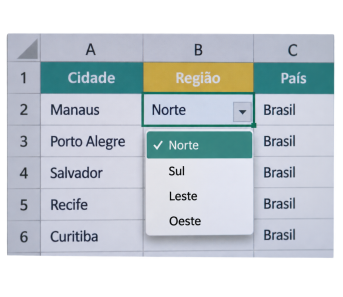 A B C
1 Cidade Região País
2 Manaus Norte Brasil
3 Porto Alegre ✓ Norte Brasil
4 Salvador Sul Brasil
5 Recife Leste Brasil
Oeste
6 Curitiba Brasil